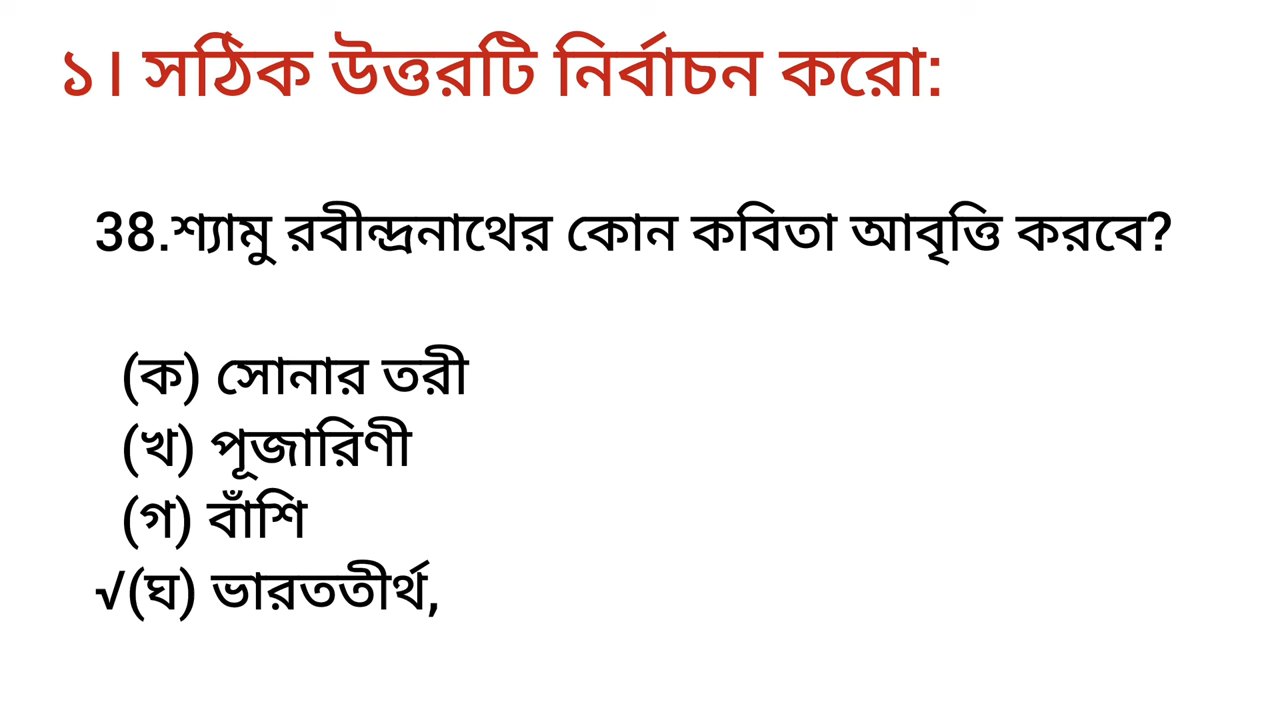 ১। সঠিক উত্তরটি নির্বাচন করো:
38.শ্যামু রবীন্দ্রনাথের কোন কবিতা আবৃত্তি করবে?
(ক) সোনার তরী
(খ) পূজারিণী
(গ) বাঁশি
√(ঘ) ভারততীর্থ,